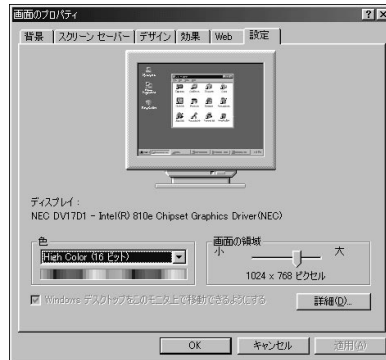 画面のプロパティ
背景 スクリーン セーバー デザイン 効果 Web 設定
ディスプレイ:
NEC DV17D1 - Intel(R) 810e Chipset Graphics Driver(NEC)
色
High Color (16 ビット)
画面の領域
小 大
1024 x 768 ピクセル
Windows デスクトップをこのモニタ上で移動できるようにする
詳細(D)...
OK キャンセル 適用(A)